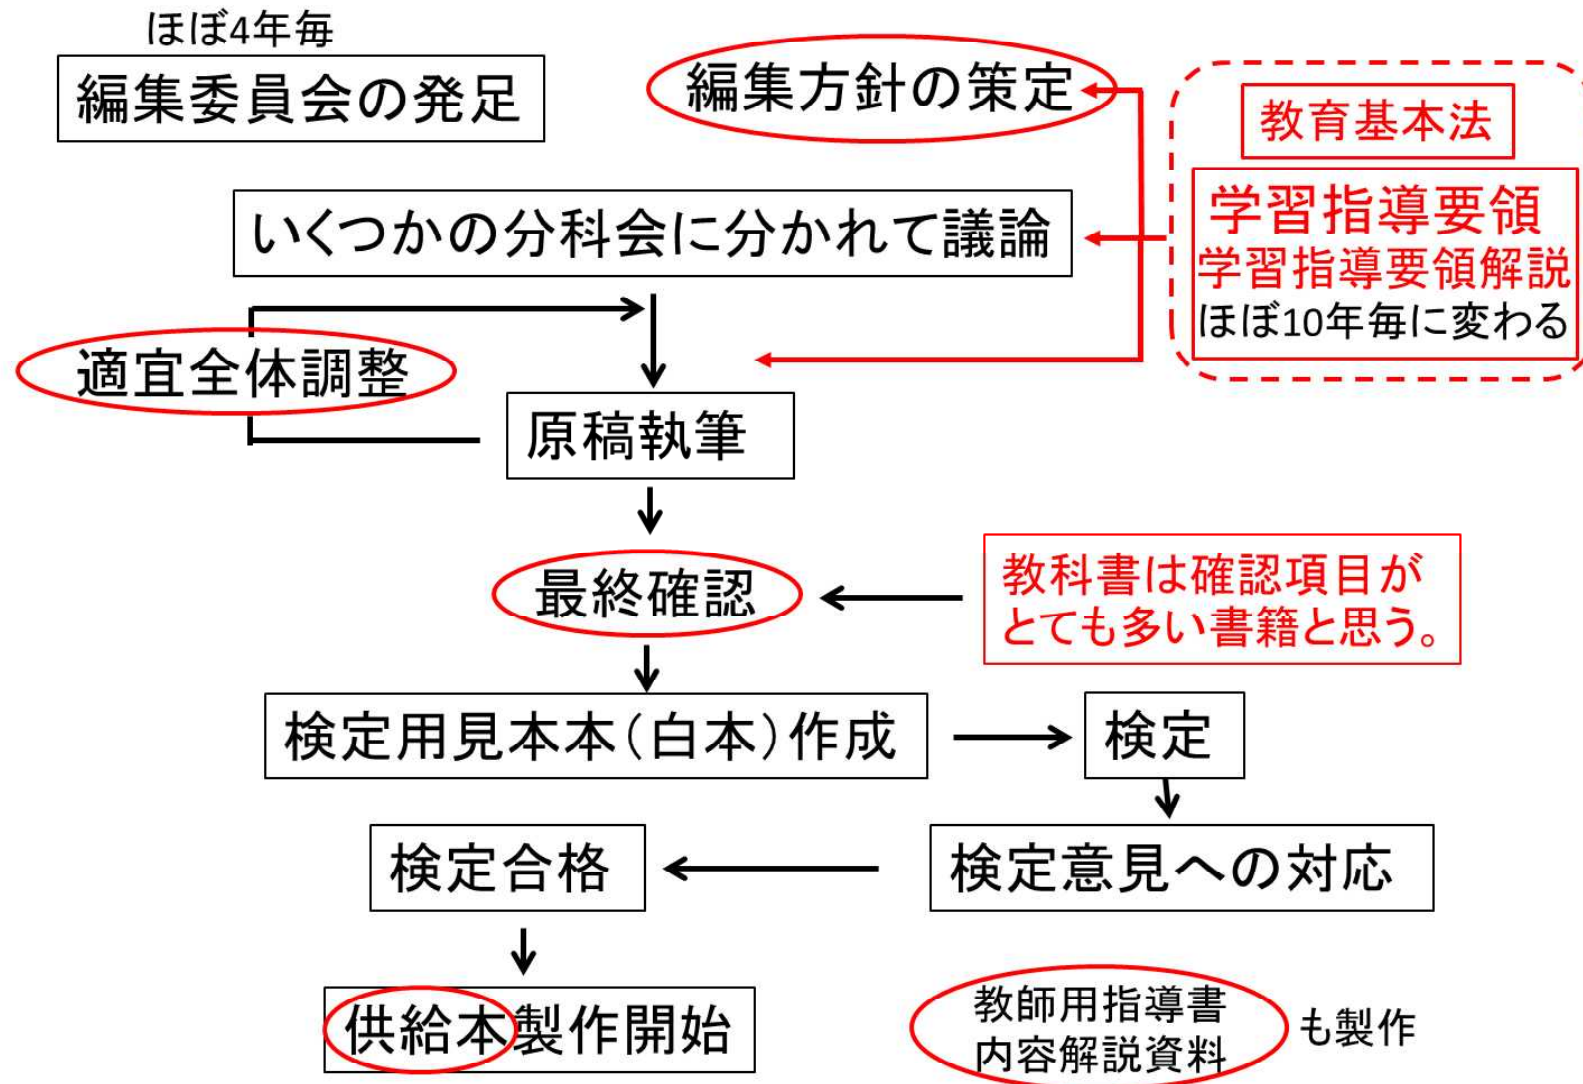 ほぼ4年毎
編集委員会の発足
編集方針の策定
教育基本法
学習指導要領
学習指導要領解説
ほぼ10年毎に変わる
いくつかの分科会に分かれて議論
適宜全体調整
原稿執筆
最終確認
教科書は確認項目が
とても多い書籍と思う。
検定用見本本（白本）作成
検定
検定意見への対応
検定合格
供給本製作開始
教師用指導書
内容解説資料
も製作